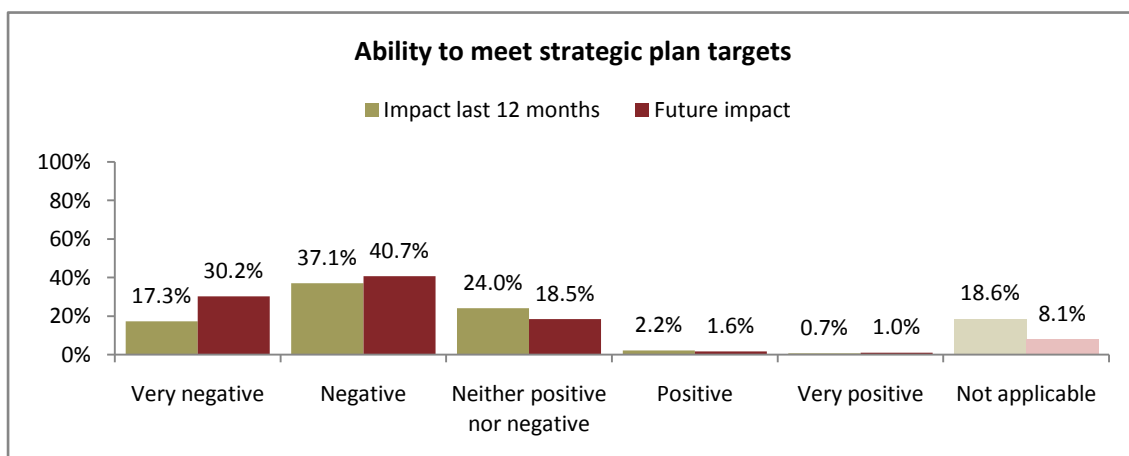 Ability to meet strategic plan targets
Impact last 12 months Future impact
100%
80%
60%
40%
20%
0%
17.3% 30.2% 37.1% 40.7% 24.0% 18.5% 2.2% 1.6% 0.7% 1.0% 18.6% 8.1%
Very negative Negative Neither positive Positive Very positive Not applicable
nor negative